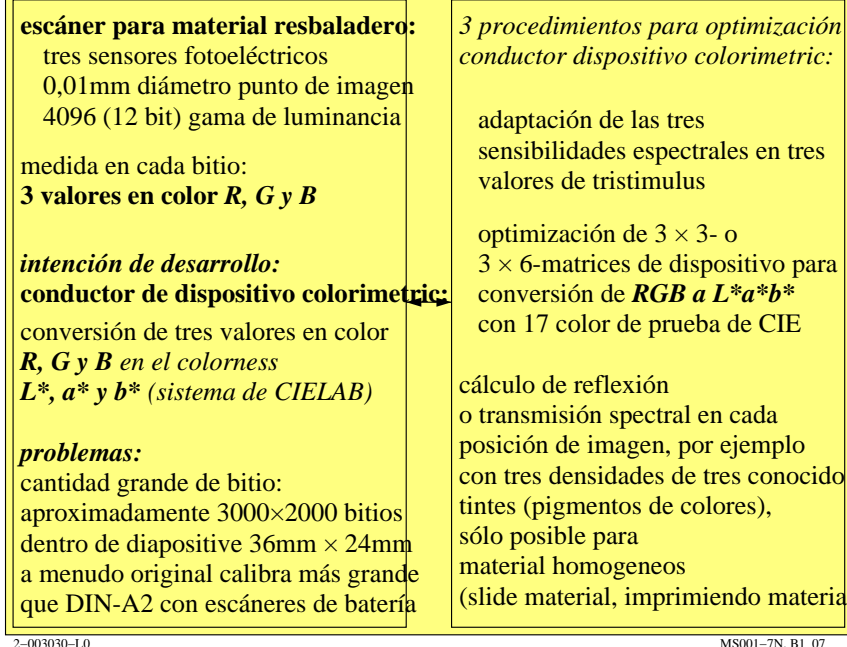 escáner para material resbaladero:
tres sensores fotoeléctricos
0,01mm diámetro punto de imagen
4096 (12 bit) gama de luminancia
medida en cada bitio:
3 valores en color R, G y B
intención de desarrollo:
conductor de dispositivo colorimetric:
conversión de tres valores en color
R, G y B en el colorness
L*, a* y b* (sistema de CIELAB)
problemas:
cantidad grande de bitio:
aproximadamente 3000×2000 bitios
dentro de diapositive 36mm × 24mm
a menudo original calibra más grande
que DIN-A2 con escáneres de batería
3 procedimientos para optimización
conductor dispositivo colorimetric:
adaptación de las tres
sensibilidades espectrales en tres
valores de tristimulus
optimización de 3 × 3- o
3 × 6-matrices de dispositivo para
conversión de RGB a L*a*b*
con 17 color de prueba de CIE
cálculo de reflexión
o transmisión spectral en cada
posición de imagen, por ejemplo
con tres densidades de tres conocido
tintes (pigmentos de colores),
sólo posible para
material homogeneos
(slide material, imprimiendo materia
2-003030-L0
MS001-7N, B1_07